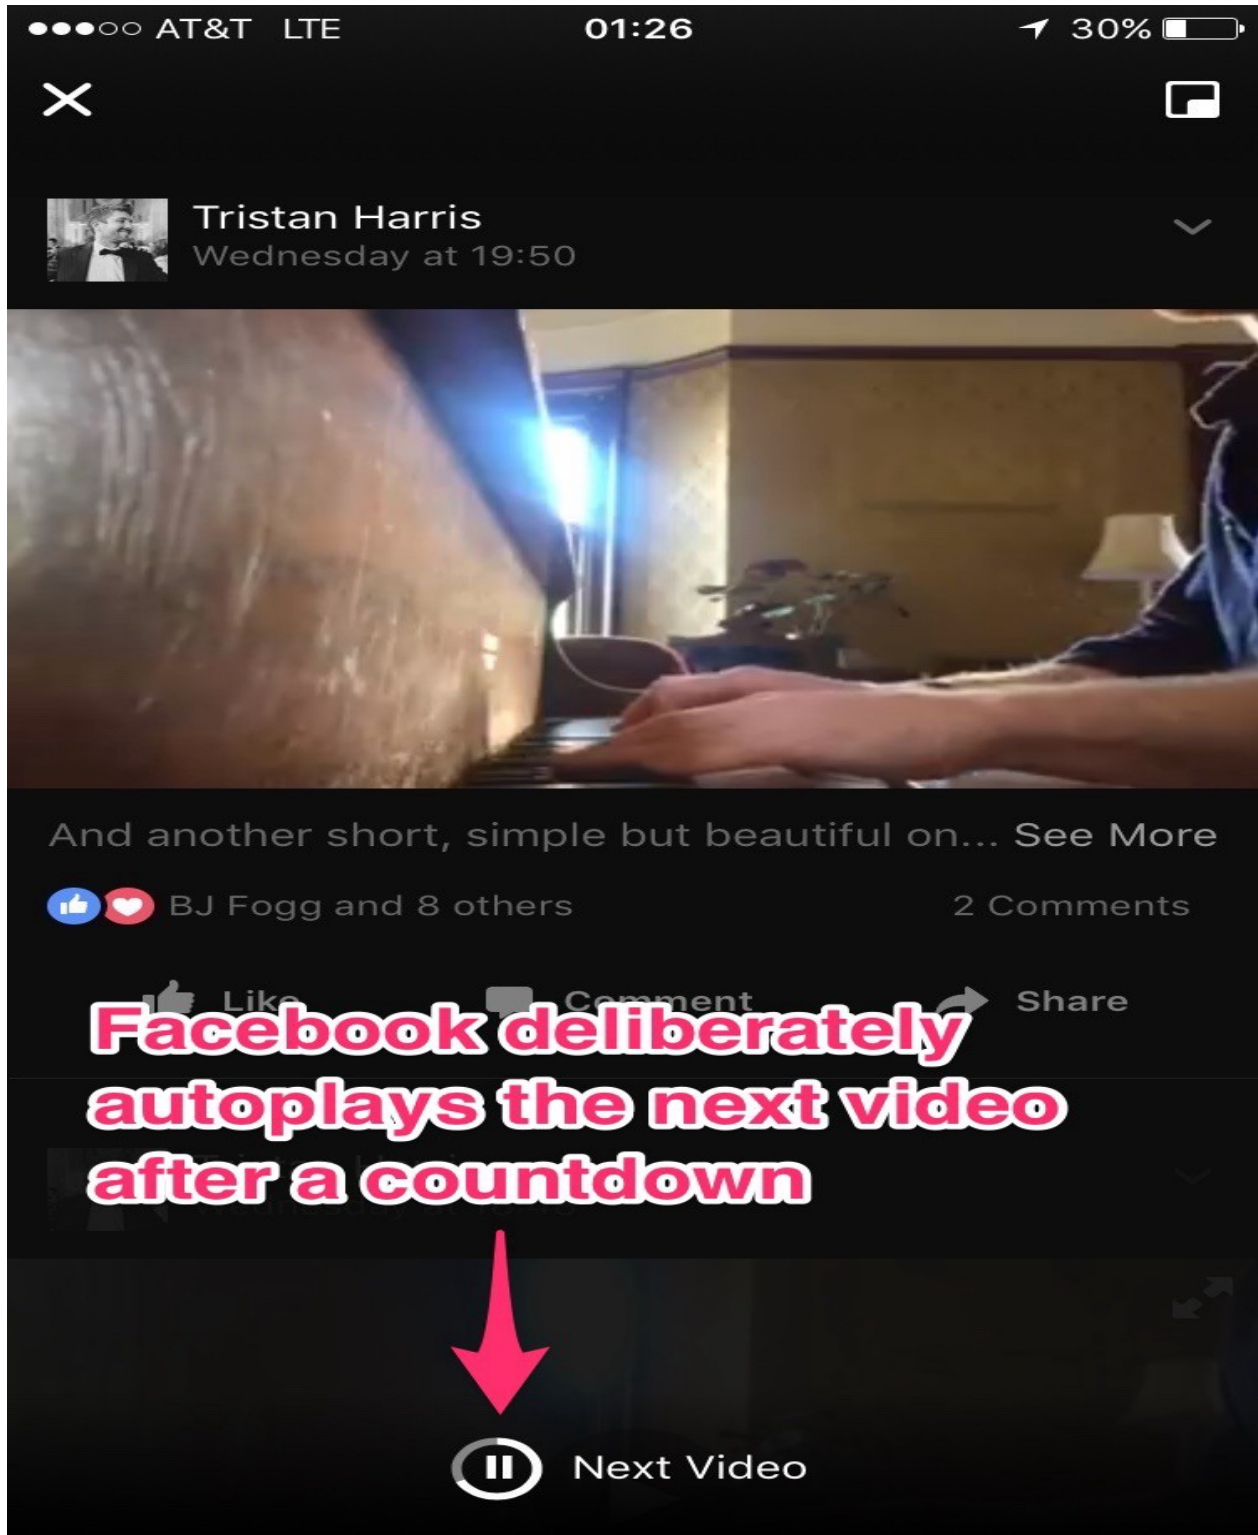 AT&T LTE 01:26 30%
Tristan Harris
Wednesday at 19:50
And another short, simple but beautiful on... See More
BJ Fogg and 8 others 2 Comments
Like Comment Share
Facebook deliberately
autoplays the next video
after a countdown
Next Video